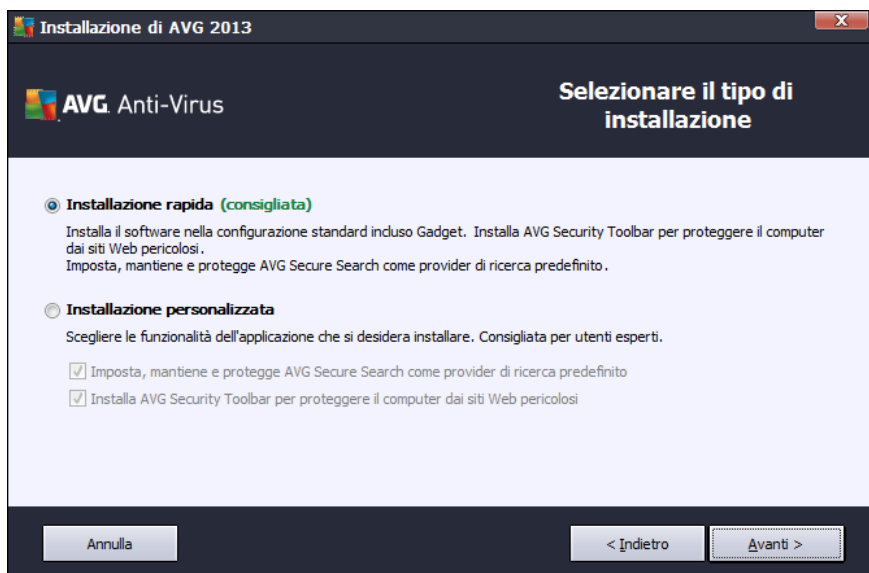 Installazione di AVG 2013
AVG. Anti-Virus
Selezionare il tipo di
installazione
Installazione rapida (consigliata)
Installa il software nella configurazione standard incluso Gadget. Installa AVG Security Toolbar per proteggere il computer
dai siti Web pericolosi.
Imposta, mantiene e protegge AVG Secure Search come provider di ricerca predefinito.
Installazione personalizzata
Scegliere le funzionalità dell'applicazione che si desidera installare. Consigliata per utenti esperti.
Imposta, mantiene e protegge AVG Secure Search come provider di ricerca predefinito
Installa AVG Security Toolbar per proteggere il computer dai siti Web pericolosi
Annulla
< Indietro
Avanti >